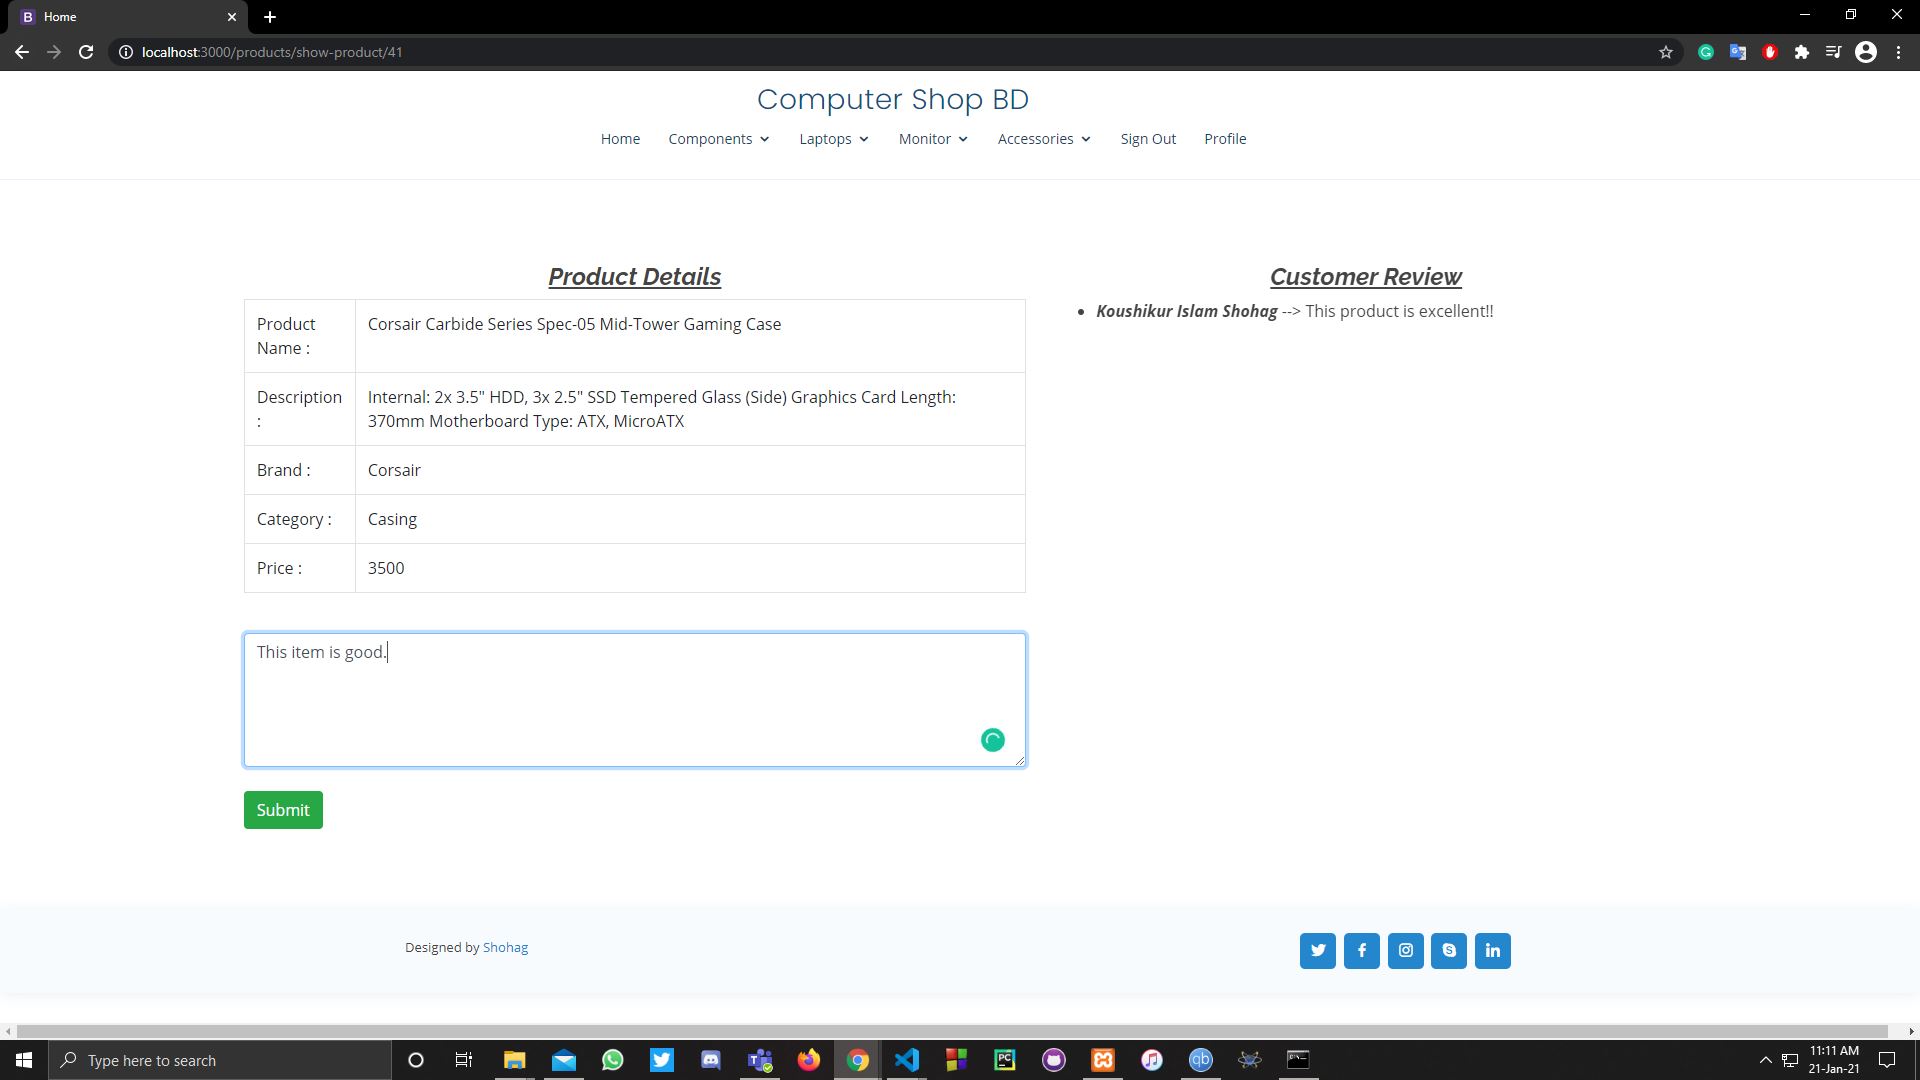 Home
localhost:3000/products/show-product/41
Computer Shop BD
Home Components Laptops Monitor Accessories Sign Out Profile
Product Details
Product Name :
Corsair Carbide Series Spec-05 Mid-Tower Gaming Case
Description :
Internal: 2x 3.5" HDD, 3x 2.5" SSD Tempered Glass (Side) Graphics Card Length:
370mm Motherboard Type: ATX, MicroATX
Brand : Corsair
Category : Casing
Price : 3500
This item is good.
Submit
Customer Review
Koushikur Islam Shohag --> This product is excellent!!
Designed by Shohag
Type here to search
11:11 AM
21-Jan-21